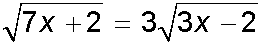 √(7x + 2) = 3√(3x − 2)